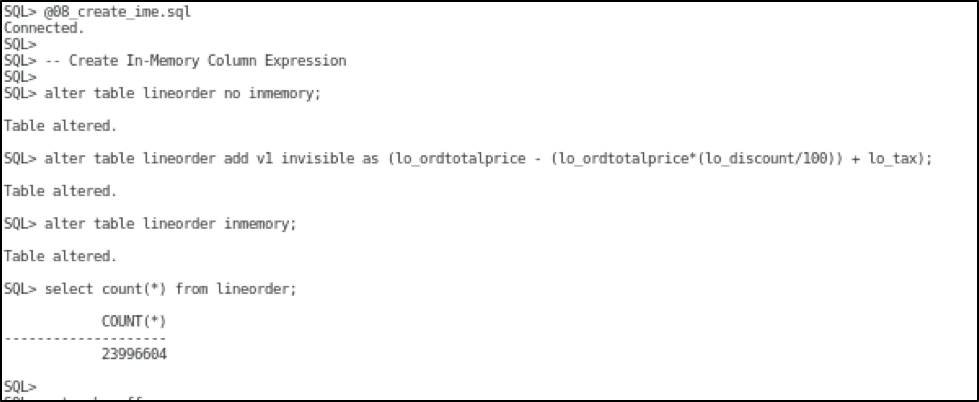 SQL> @08_create_ime.sql
Connected.
SQL>
SQL> -- Create In-Memory Column Expression
SQL>
SQL> alter table lineorder no inmemory;
Table altered.
SQL> alter table lineorder add v1 invisible as (lo_ordtotalprice - (lo_ordtotalprice*(lo_discount/100)) + lo_tax);
Table altered.
SQL> alter table lineorder inmemory;
Table altered.
SQL> select count(*) from lineorder;
COUNT(*)
--------------------
23996604
SQL>